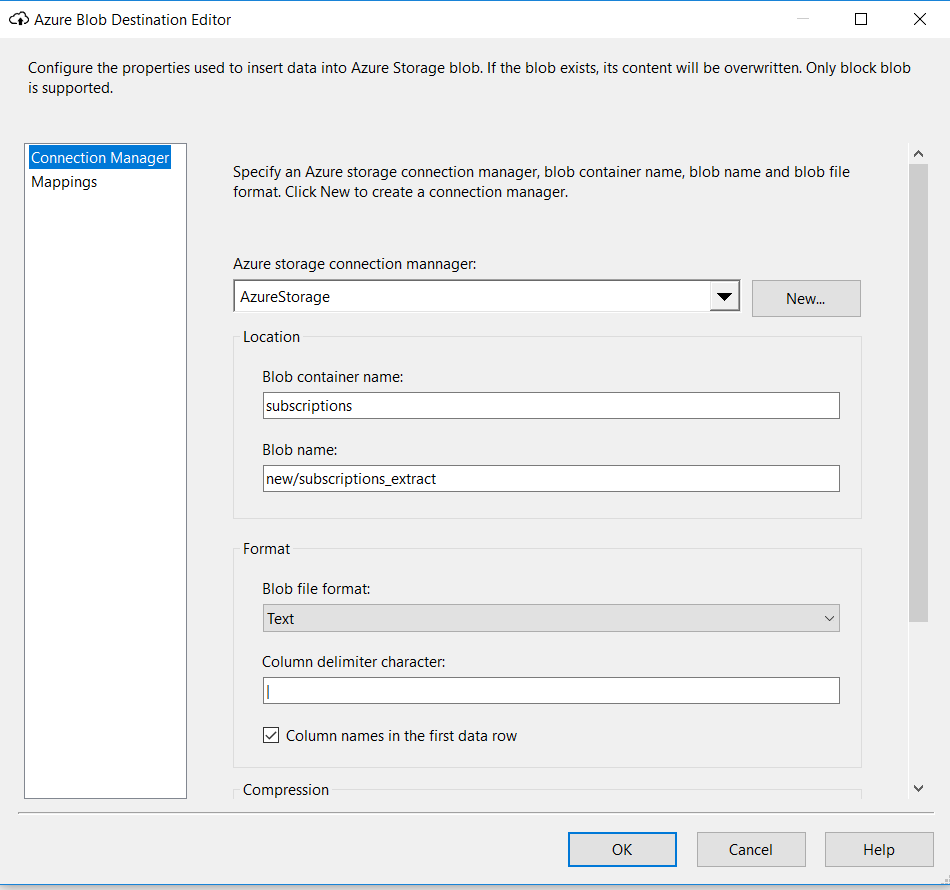 Azure Blob Destination Editor
Configure the properties used to insert data into Azure Storage blob. If the blob exists, its content will be overwritten. Only block blob
is supported.
Connection Manager
Mappings
Specify an Azure storage connection manager, blob container name, blob name and blob file
format. Click New to create a connection manager.
Azure storage connection mannager:
AzureStorage
New...
Location
Blob container name:
subscriptions
Blob name:
new/subscriptions_extract
Format
Blob file format:
Text
Column delimiter character:
|
Column names in the first data row
Compression
OK
Cancel
Help